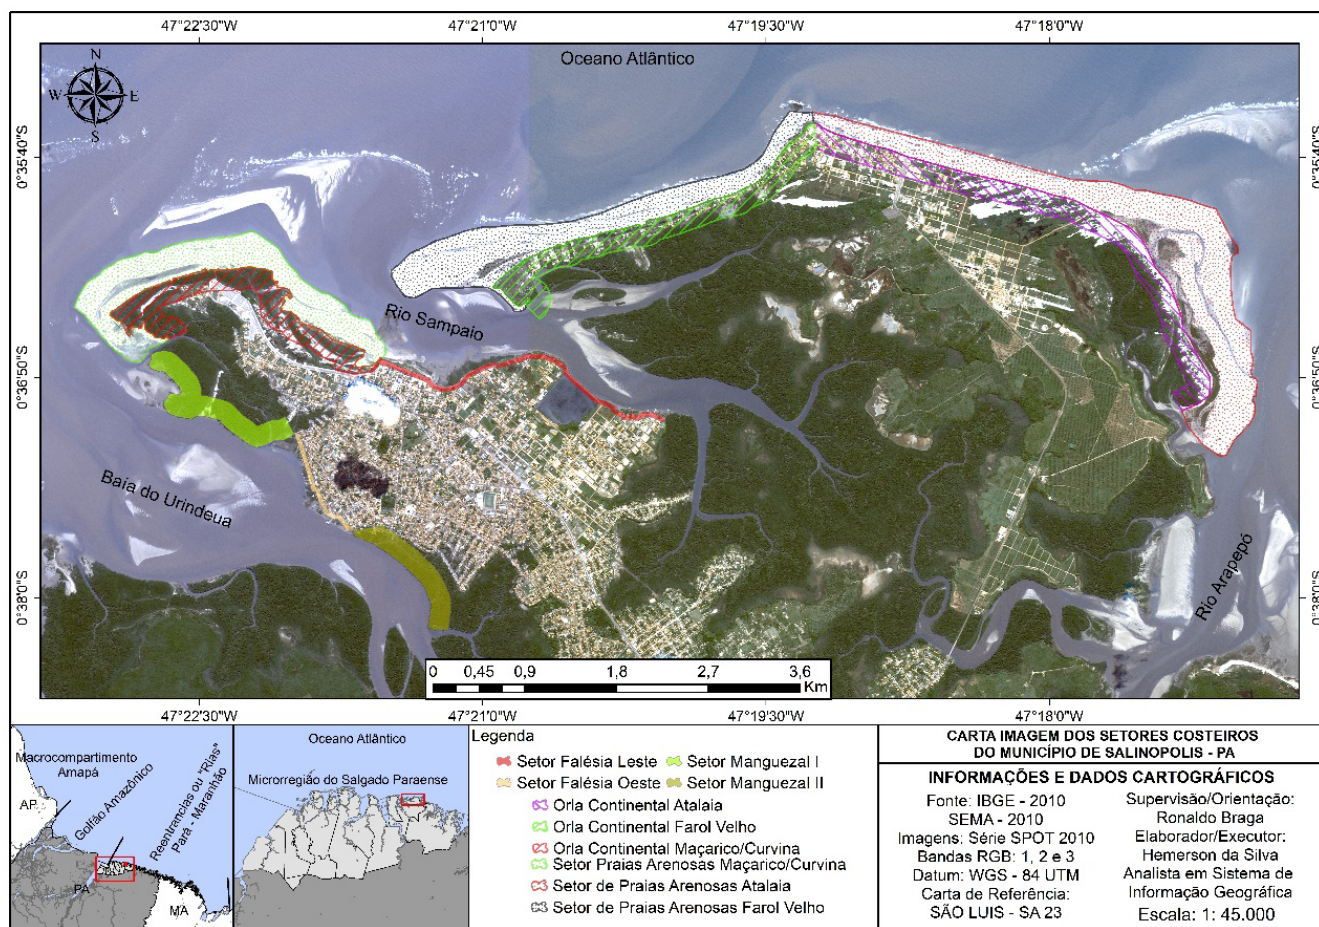 47°22'30"W
47°21'0"W
47°19'30"W
47°18'0"W
Oceano Atlântico
N
W
E
S
0°35'40"S
0°35'40"S
Rio Sampaio
0°36'50"S
0°36'50"S
Baía do Urindeua
Rio Arapepó
0°38'0"S
0°38'0"S
0 0,45 0,9 1,8 2,7 3,6
Km
47°22'30"W
47°21'0"W
47°19'30"W
47°18'0"W
Macrocompartimento
Amapá
AP
Golfão Amazônico
Reentrancias ou "Rias"
Pará - Maranhão
PA
MA
Oceano Atlântico
Microrregião do Salgado Paraense
Legenda
Setor Falésia Leste
Setor Manguezal I
Setor Falésia Oeste
Setor Manguezal II
Orla Continental Atalaia
Orla Continental Farol Velho
Orla Continental Maçarico/Curvina
Setor Praias Arenosas Maçarico/Curvina
Setor de Praias Arenosas Atalaia
Setor de Praias Arenosas Farol Velho
CARTA IMAGEM DOS SETORES COSTEIROS
DO MUNICÍPIO DE SALINOPOLIS - PA
INFORMAÇÕES E DADOS CARTOGRÁFICOS
Fonte: IBGE - 2010
SEMA - 2010
Imagens: Série SPOT 2010
Bandas RGB: 1, 2 e 3
Datum: WGS - 84 UTM
Carta de Referência:
SÃO LUIS - SA 23
Supervisão/Orientação:
Ronaldo Braga
Elaborador/Executor:
Hemerson da Silva
Analista em Sistema de
Informação Geográfica
Escala: 1: 45.000